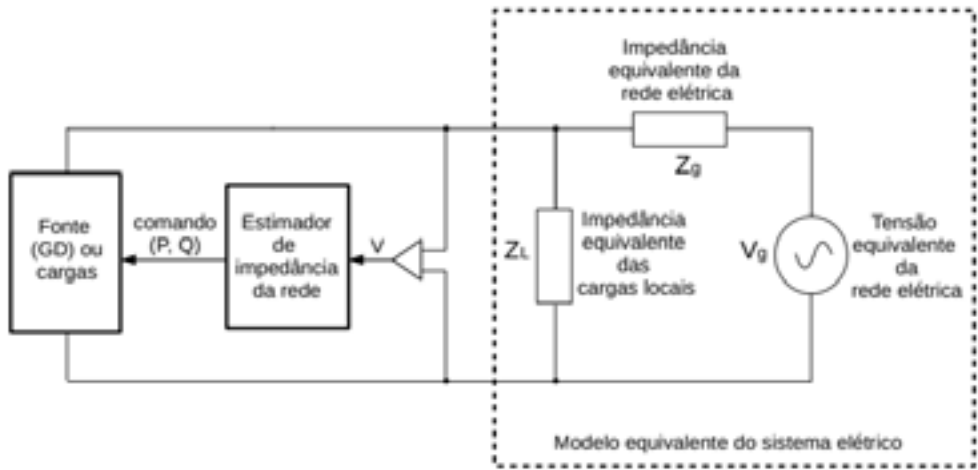 Impedância
equivalente da
rede elétrica
Zg
Fonte
(GD) ou
cargas
comando
(P, Q)
Estimador
de
impedância
da rede
V
ZL
Impedância
equivalente
das
cargas locais
Vg
Tensão
equivalente
da
rede elétrica
Modelo equivalente do sistema elétrico